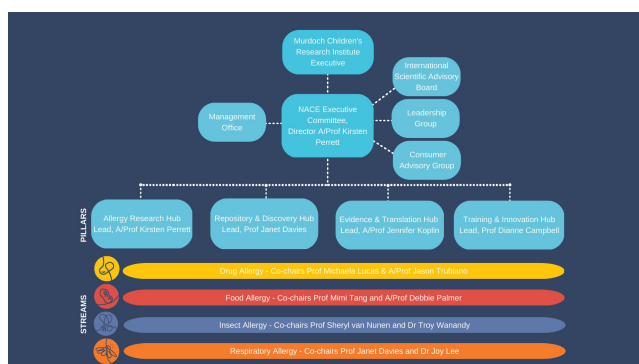 Murdoch Children's
Research Institute
Executive
International
Scientific Advisory
Board
NACE Executive
Committee,
Director A/Prof Kirsten
Perrett
Management
Office
Leadership
Group
Consumer
Advisory Group
PILLARS
Allergy Research Hub
Lead, A/Prof Kirsten Perrett
Repository & Discovery Hub
Lead, Prof Janet Davies
Evidence & Translation Hub
Lead, A/Prof Jennifer Koplin
Training & Innovation Hub
Lead, Prof Dianne Campbell
STREAMS
Drug Allergy - Co-chairs Prof Michaela Lucas & A/Prof Jason Trubiano
Food Allergy - Co-chairs Prof Mimi Tang and A/Prof Debbie Palmer
Insect Allergy - Co-chairs Prof Sheryl van Nunen and Dr Troy Wanandy
Respiratory Allergy - Co-chairs Prof Janet Davies and Dr Joy Lee